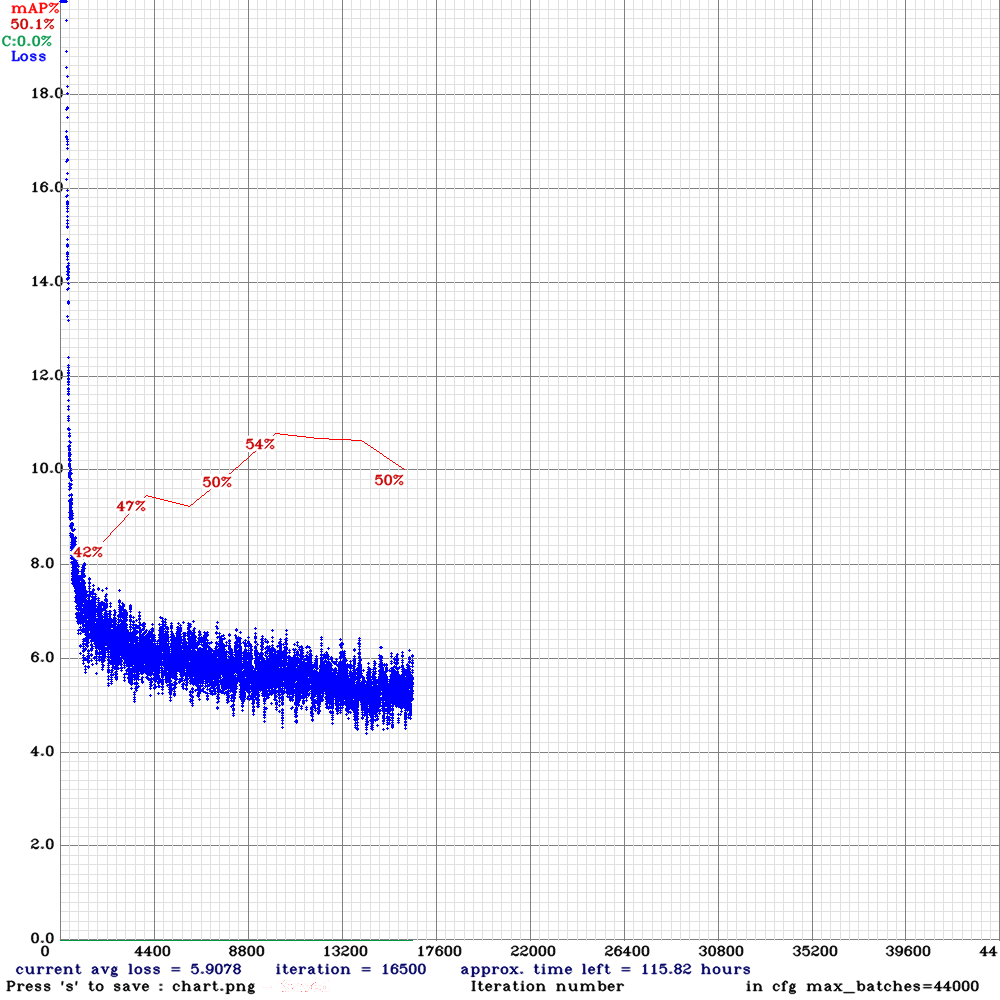 mAP%
50.1%
C:0.0%
Loss
18.0
16.0
14.0
12.0
10.0
8.0
6.0
4.0
2.0
0.0
42%
47%
50%
54%
50%
0 4400 8800 13200 17600 22000 26400 30800 35200 39600 44
current avg loss = 5.9078 iteration = 16500 approx. time left = 115.82 hours
Press 's' to save : chart.png Iteration number in cfg max_batches=44000